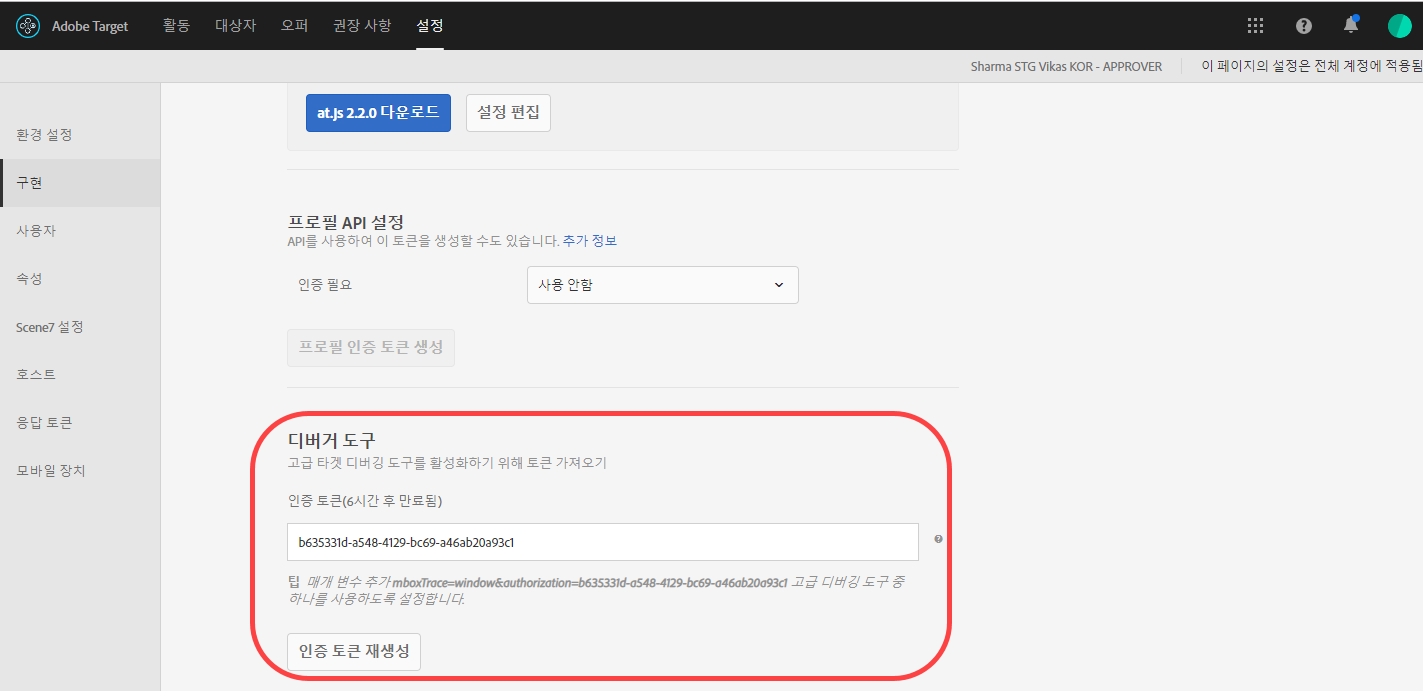 Adobe Target 활동 대상자 오퍼 권장 사항 설정
Sharma STG Vikas KOR - APPROVER 이 페이지의 설정은 전체 계정에 적용됨
환경 설정
구현
사용자
속성
Scene7 설정
호스트
응답 토큰
모바일 장치
at.js 2.2.0 다운로드 설정 편집
프로필 API 설정
API를 사용하여 이 토큰을 생성할 수도 있습니다. 추가 정보
인증 필요 사용 안함
프로필 인증 토큰 생성
디버거 도구
고급 타겟 디버깅 도구를 활성화하기 위해 토큰 가져오기
인증 토큰(6시간 후 만료됨)
b635331d-a548-4129-bc69-a46ab20a93c1
팁 매개 변수 추가 mboxTrace=window&authorization=b635331d-a548-4129-bc69-a46ab20a93c1 고급 디버깅 도구 중
하나를 사용하도록 설정합니다.
인증 토큰 재생성